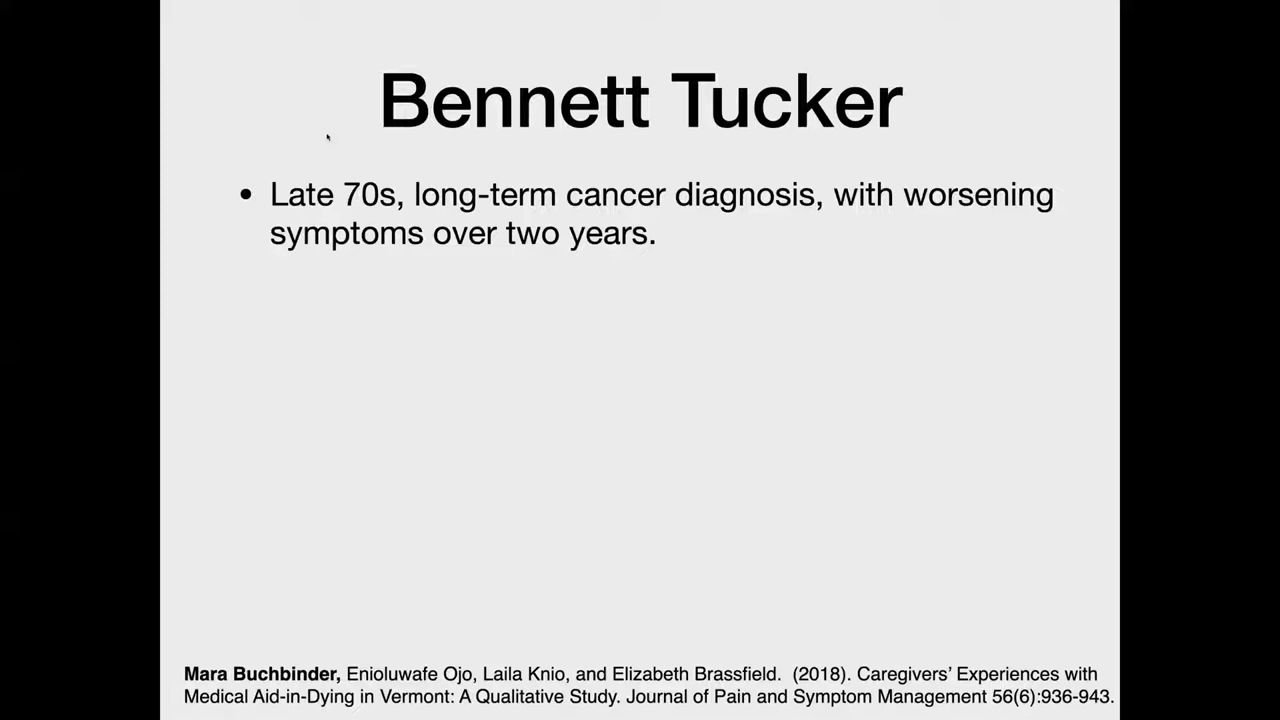 Bennett Tucker
• Late 70s, long-term cancer diagnosis, with worsening
symptoms over two years.
Mara Buchbinder, Enioluwafe Ojo, Laila Knio, and Elizabeth Brassfield.  (2018). Caregivers’ Experiences with
Medical Aid-in-Dying in Vermont: A Qualitative Study. Journal of Pain and Symptom Management 56(6):936-943.